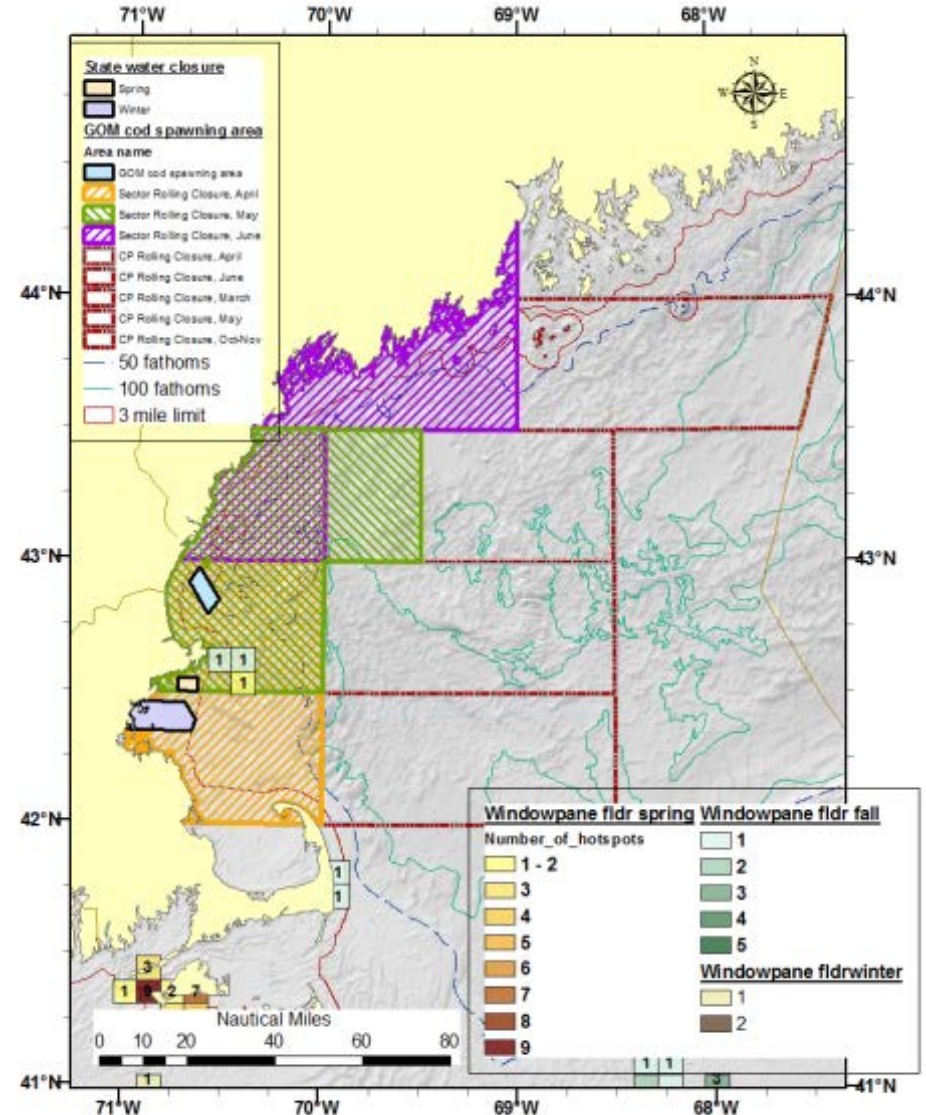 71°W 70°W 69°W 68°W
N
W E
S
State water closure
Spring
Winter
GOM cod spawning area
Area name
GOM cod spawning area
Sector Rolling Closure, April
Sector Rolling Closure, May
Sector Rolling Closure, June
CP Rolling Closure, April
CP Rolling Closure, June
CP Rolling Closure, March
CP Rolling Closure, May
CP Rolling Closure, Oct-Nov
50 fathoms
100 fathoms
3 mile limit
44°N 44°N
43°N 43°N
1 1
1
42°N 42°N
1
1
3
1 9 2 7
1
Nautical Miles
0 10 20 40 60 80
Windowpane fldr spring
Number_of_hotspots
1 - 2
3
4
5
6
7
8
9
Windowpane fldr fall
1
2
3
4
5
Windowpane fldrwinter
1
2
1 1
3
41°N 41°N
71°W 70°W 69°W 68°W